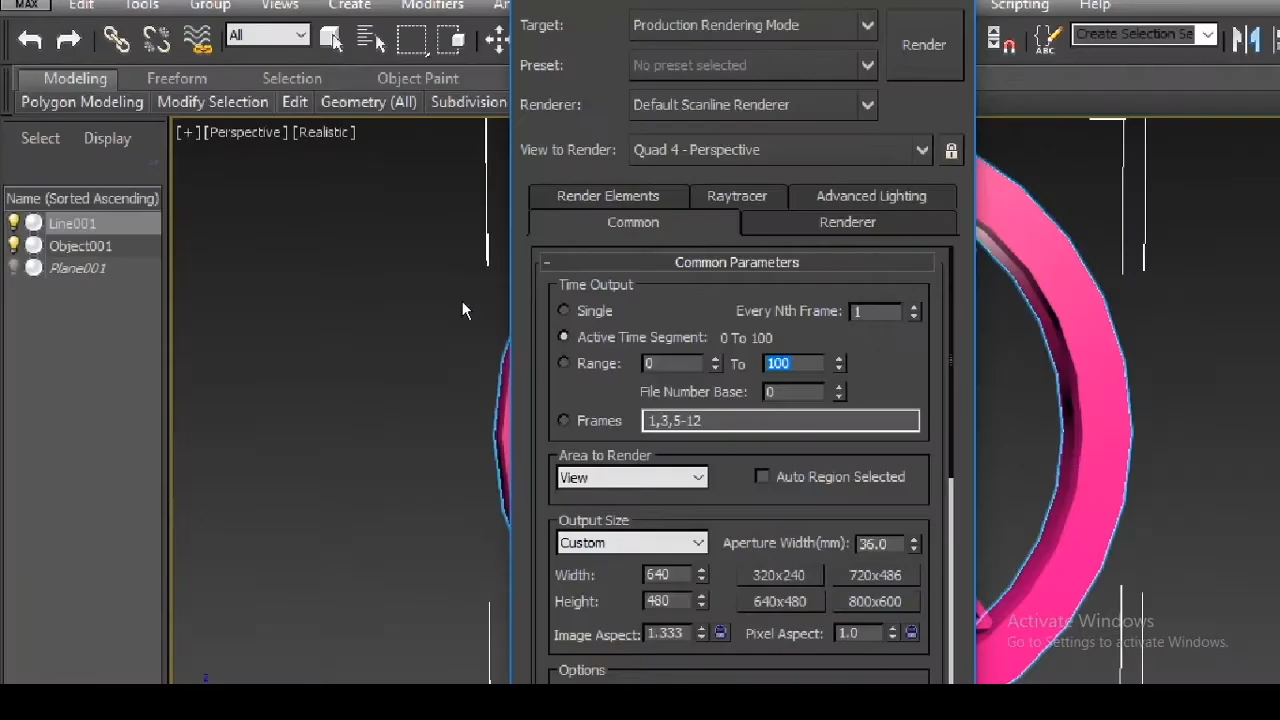 MAX Edit Tools Group Views Create Modifiers Scripting Help
All
ABC
Create Selection Se
Modeling Freeform Selection Object Paint
Polygon Modeling Modify Selection Edit Geometry (All) Subdivision
Select Display
Name (Sorted Ascending)
Line001
Object001
Plane001
[+][Perspective][Realistic]
Target: Production Rendering Mode
Render
Preset: No preset selected
Renderer: Default Scanline Renderer
View to Render: Quad 4 - Perspective
Render Elements Raytracer Advanced Lighting
Common Renderer
- Common Parameters
Time Output
Single Every Nth Frame: 1
Active Time Segment: 0 To 100
Range: 0 To 100
File Number Base: 0
Frames 1,3,5-12
Area to Render
View Auto Region Selected
Output Size
Custom Aperture Width(mm): 36.0
Width: 640 320x240 720x486
Height: 480 640x480 800x600
Image Aspect: 1.333 Pixel Aspect: 1.0
Options
Activate Windows
Go to Settings to activate Windows.